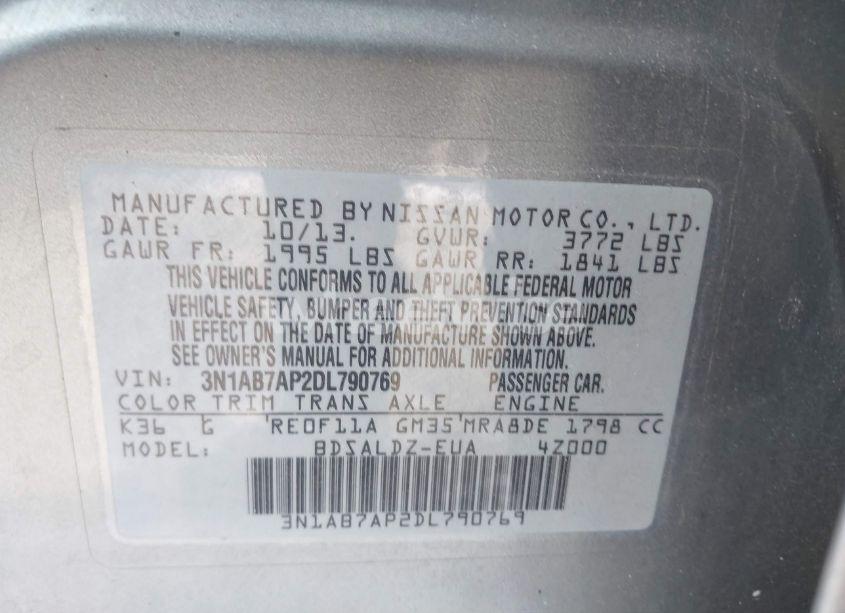 MANUFACTURED BY NISSAN MOTOR CO., LTD.
DATE: 10/13. GVWR: 3772 LBS
GAWR FR: 1995 LBS GAWR RR: 1841 LBS
THIS VEHICLE CONFORMS TO ALL APPLICABLE FEDERAL MOTOR
VEHICLE SAFETY, BUMPER AND THEFT PREVENTION STANDARDS
IN EFFECT ON THE DATE OF MANUFACTURE SHOWN ABOVE.
SEE OWNER'S MANUAL FOR ADDITIONAL INFORMATION.
VIN: 3N1AB7AP2DL790769 PASSENGER CAR.
COLOR TRIM TRANS AXLE ENGINE
K36 G RE0F11A GM35 MRA8DE 1798 CC
MODEL: BDSALDZ-EUA 4Z000
3N1AB7AP2DL790769